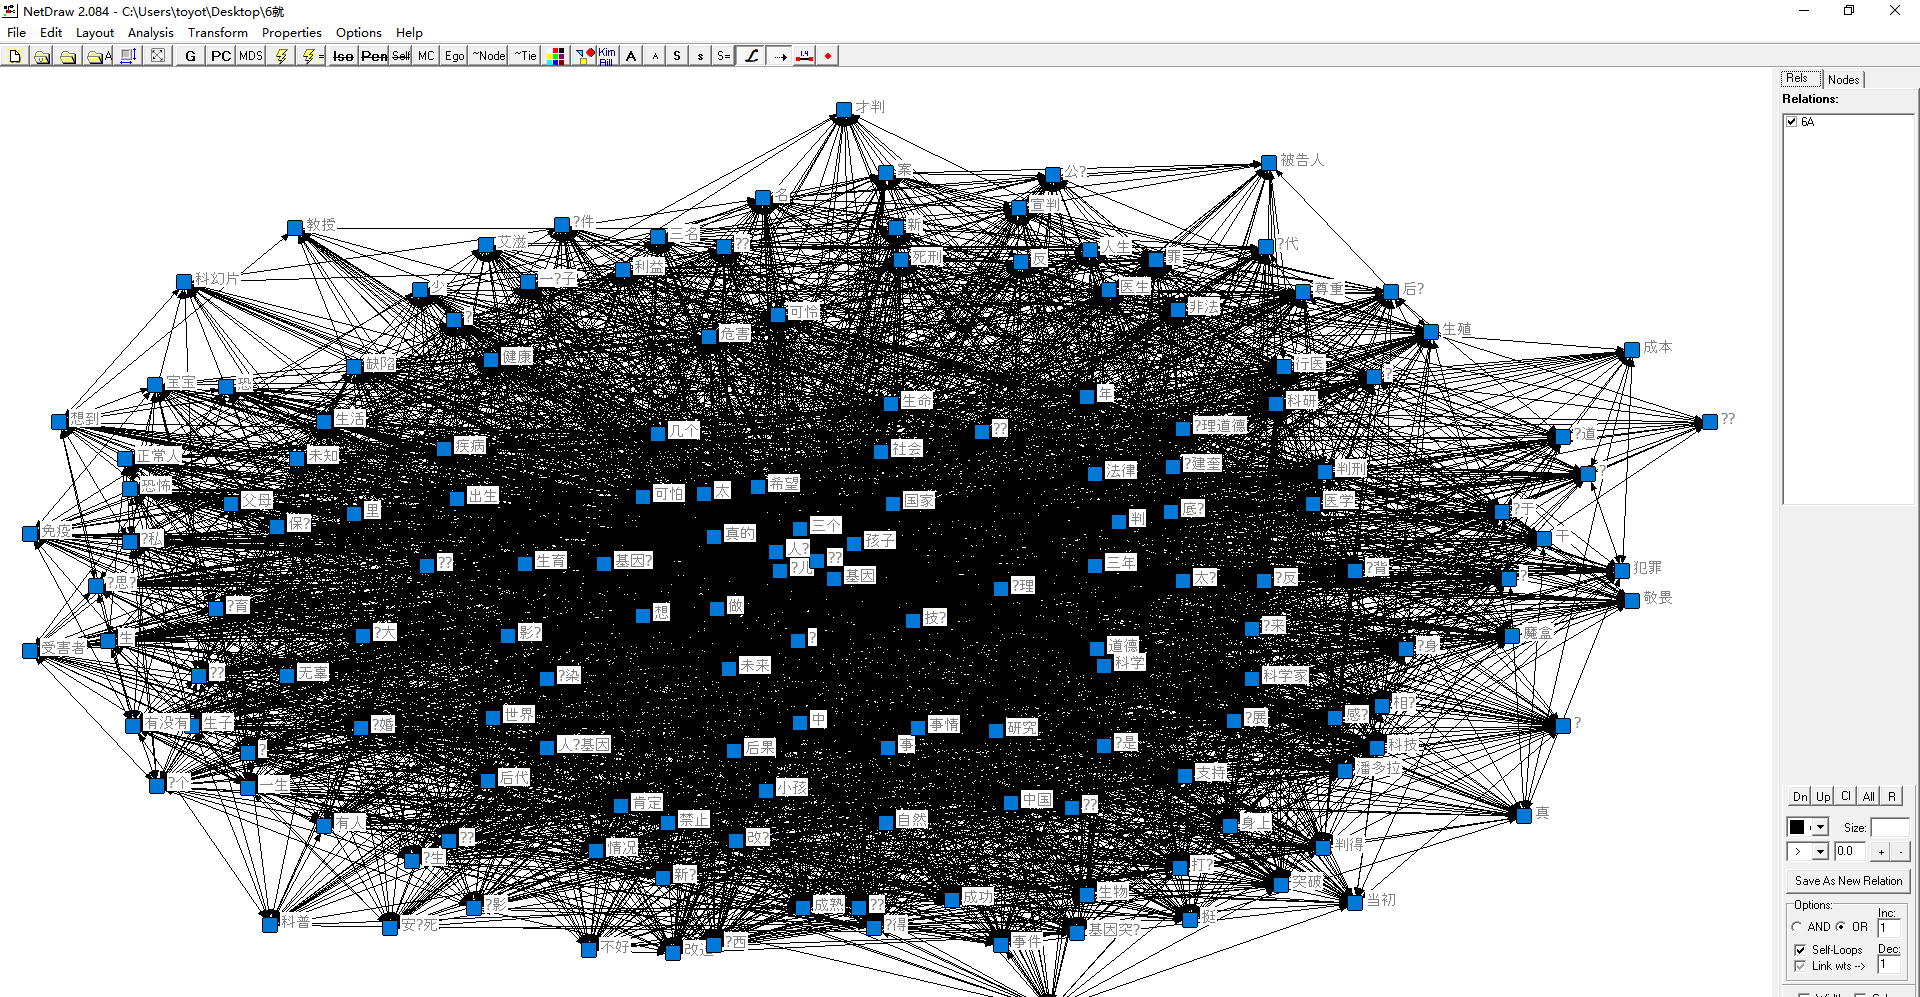 NetDraw 2.084 - C:\Users\toyot\Desktop\6就
File Edit Layout Analysis Transform Properties Options Help
G PC MDS Iso Pen Self MC Ego ~Node ~Tie Kim Bill A A S s S= L
Rels Nodes
Relations:
6A
才判
被告人
案
公?
名
宣判
教授
?件
新
艾滋
三名
??
人生
?代
死刑
反
罪
科幻片
一?子
利益
少
医生
尊重
后?
可怜
非法
?
危害
生殖
成本
健康
缺陷
行医
?
宝宝
恐
生命
年
科研
想到
生活
几个
??
?理道德
??
?道
疾病
社会
正常人
未知
法律
?建奎
判刑
?
恐怖
父母
出生
可怕
太
希望
国家
医学
里
底?
?于
保?
判
免疫
?私
真的
三个
孩子
干
人?
??
生育
基因?
??
?儿
基因
三年
?背
犯罪
?思?
太?
?反
?
?理
敬畏
?育
想
做
技?
?来
魔盒
生
?大
影?
?
道德
?身
受害者
未来
科学
??
无辜
?染
科学家
相?
世界
?展
感?
有没有
生子
?婚
中
事情
研究
?
人?基因
后果
事
?是
科技
?
潘多拉
?个
一生
后代
小孩
支持
肯定
中国
??
真
有人
禁止
自然
身上
??
情况
改?
判得
?生
新?
打?
突破
?影
成熟
??
成功
生物
当初
科普
安?死
?得
基因突?
挺
不好
改造
?西
事件
Dn Up Cl All R
Size:
> 0.0 + -
Save As New Relation
Options:
AND OR
Inc:
1
Self-Loops
Dec:
Link wts -->
1